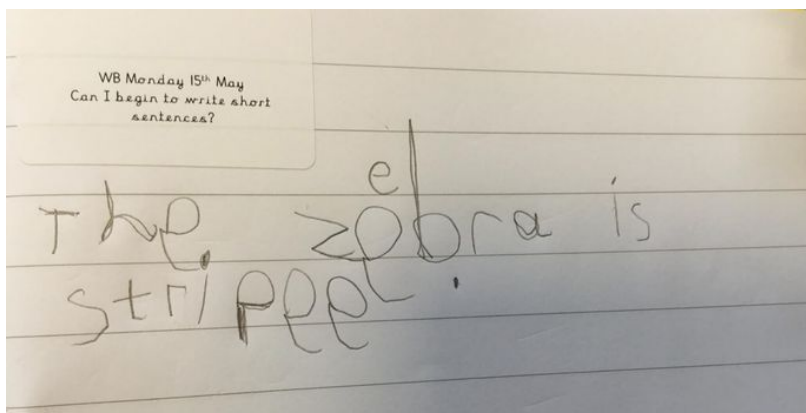 WB Monday 15th May
Can I begin to write short
sentences?
e
The zebra is
stripee.